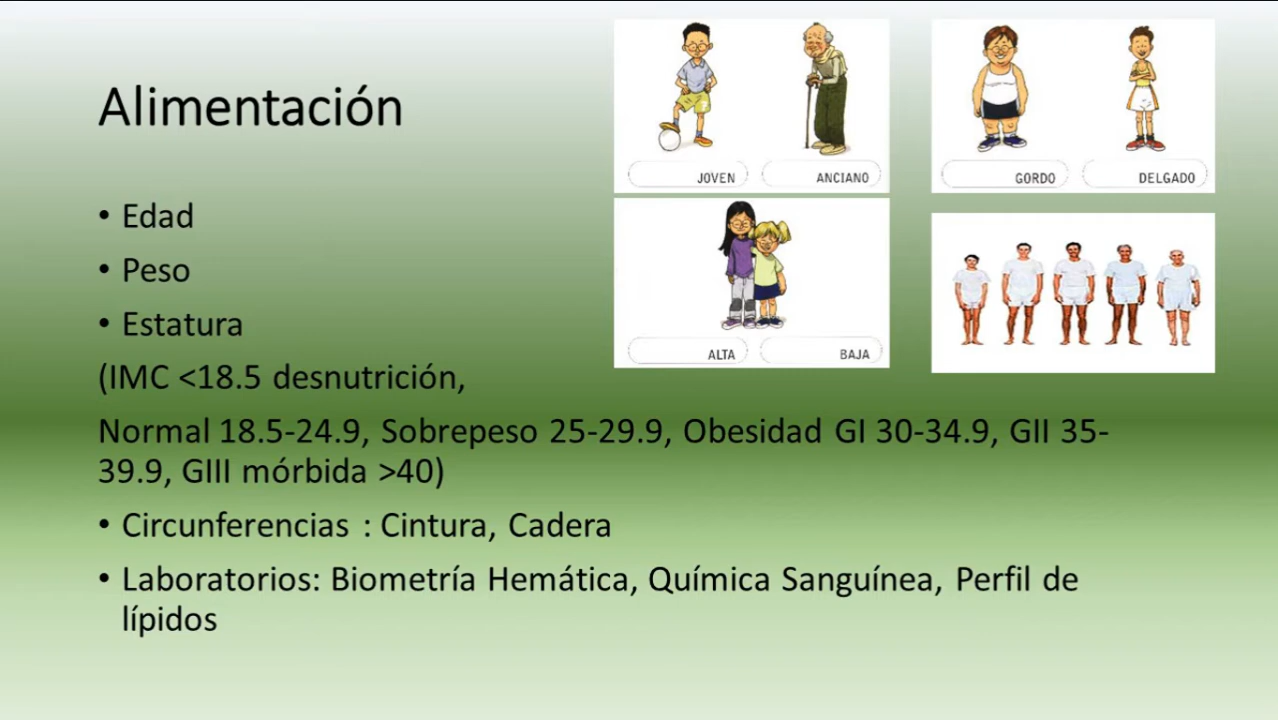 Alimentación
JOVEN
ANCIANO
GORDO
DELGADO
ALTA
BAJA
• Edad
• Peso
• Estatura
(IMC <18.5 desnutrición,
Normal 18.5-24.9, Sobrepeso 25-29.9, Obesidad GI 30-34.9, GII 35-
39.9, GIII mórbida >40)
• Circunferencias : Cintura, Cadera
• Laboratorios: Biometría Hemática, Química Sanguínea, Perfil de
lípidos